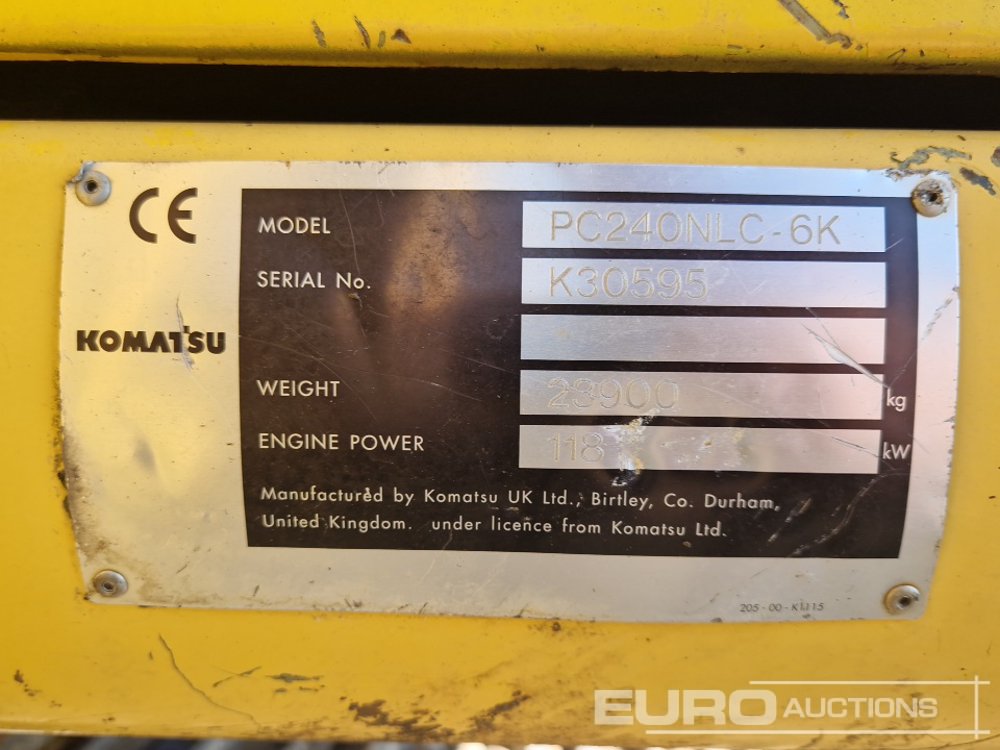 CE
KOMATSU
MODEL PC240NLC-6K
SERIAL No. K30595
WEIGHT 23900 kg
ENGINE POWER 118 kW
Manufactured by Komatsu UK Ltd., Birtley, Co. Durham,
United Kingdom. under licence from Komatsu Ltd.
205-00-K1115
EURO AUCTIONS